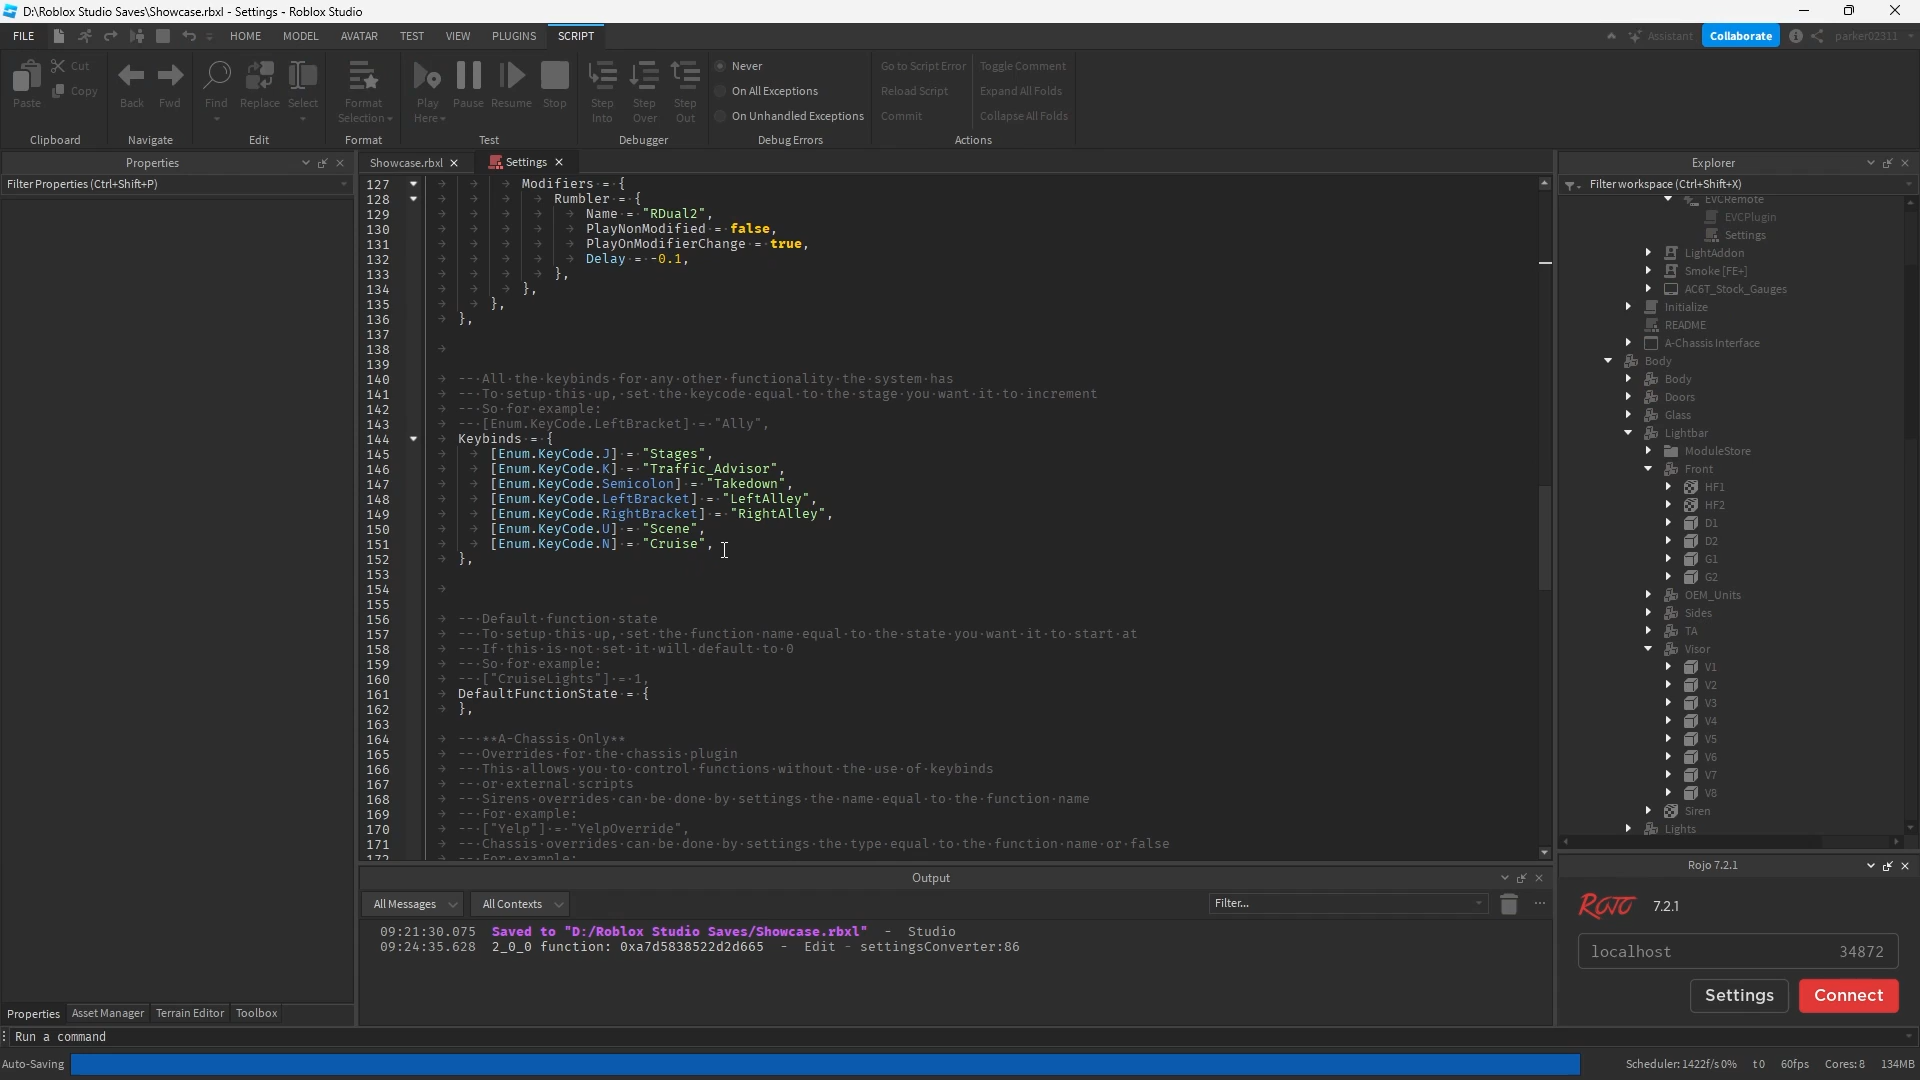 D:\Roblox Studio Saves\Showcase.rbxl - Settings - Roblox Studio
FILE HOME MODEL AVATAR TEST VIEW PLUGINS SCRIPT Assistant Collaborate parker02311
Paste Cut Copy Clipboard
Back Fwd Navigate
Find Replace Select Edit
Format Selection Format
Play Here Pause Resume Stop Test
Step Into Step Over Step Out Debugger
Never
On All Exceptions
On Unhandled Exceptions
Debug Errors
Go to Script Error Toggle Comment
Reload Script Expand All Folds
Commit Collapse All Folds
Actions
Properties
Filter Properties (Ctrl+Shift+P)
Showcase.rbxl Settings
127 Modifiers = {
128 Rumbler = {
129 Name = "RDual2",
130 PlayNonModified = false,
131 PlayOnModifierChange = true,
132 Delay = -0.1,
133 },
134 },
135 },
136 },
137
138
139
140 -- All the keybinds for any other functionality the system has
141 -- To setup this up, set the keycode equal to the stage you want it to increment
142 -- So for example:
143 -- [Enum.KeyCode.LeftBracket] = "Ally",
144 Keybinds = {
145 [Enum.KeyCode.J] = "Stages",
146 [Enum.KeyCode.K] = "Traffic_Advisor",
147 [Enum.KeyCode.Semicolon] = "Takedown",
148 [Enum.KeyCode.LeftBracket] = "LeftAlley",
149 [Enum.KeyCode.RightBracket] = "RightAlley",
150 [Enum.KeyCode.U] = "Scene",
151 [Enum.KeyCode.N] = "Cruise",
152 },
153
154
155
156 -- Default function state
157 -- To setup this up, set the function name equal to the state you want it to start at
158 -- If this is not set it will default to 0
159 -- So for example:
160 -- ["CruiseLights"] = 1,
161 DefaultFunctionState = {
162 },
163
164 -- **A-Chassis Only**
165 -- Overrides for the chassis plugin
166 -- This allows you to control functions without the use of keybinds
167 -- or external scripts
168 -- Sirens overrides can be done by settings the name equal to the function name
169 -- For example:
170 -- ["Yelp"] = "YelpOverride",
171 -- Chassis overrides can be done by settings the type equal to the function name or false
172 -- For example:
Explorer
Filter workspace (Ctrl+Shift+X)
EVCRemote
EVCPlugin
Settings
LightAddon
Smoke [FE+]
AC6T_Stock_Gauges
Initialize
README
A-Chassis Interface
Body
Body
Doors
Glass
Lightbar
ModuleStore
Front
HF1
HF2
D1
D2
G1
G2
OEM_Units
Sides
TA
Visor
V1
V2
V3
V4
V5
V6
V7
V8
Siren
Lights
Output
All Messages All Contexts Filter...
09:21:30.075 Saved to "D:/Roblox Studio Saves/Showcase.rbxl" - Studio
09:24:35.628 2_0_0 function: 0xa7d5838522d2d665 - Edit - settingsConverter:86
Rojo 7.2.1
ROJO 7.2.1
localhost 34872
Settings Connect
Properties Asset Manager Terrain Editor Toolbox
Run a command
Auto-Saving Scheduler: 1422f/s 0% t0 60fps Cores: 8 134MB